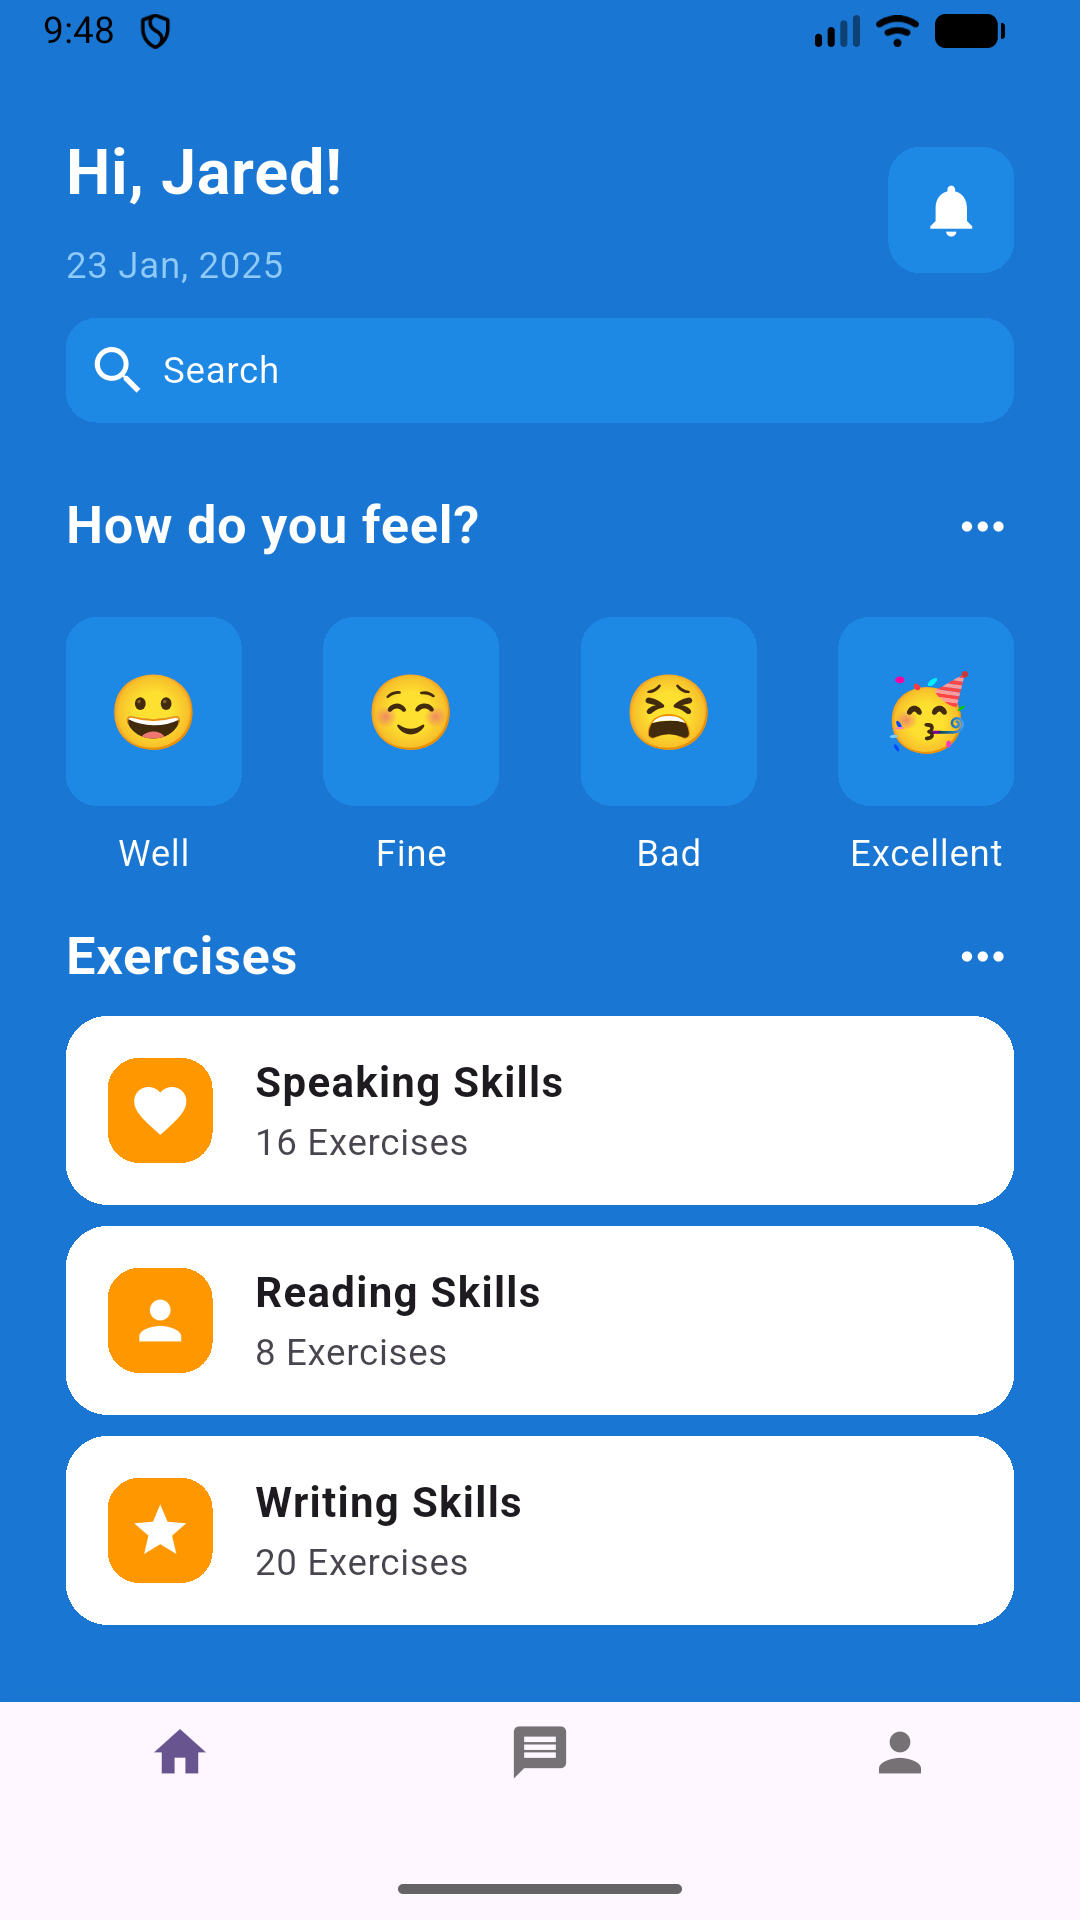 9:48
Hi, Jared!
23 Jan, 2025
Search
How do you feel?
Well
Fine
Bad
Excellent
Exercises
Speaking Skills
16 Exercises
Reading Skills
8 Exercises
Writing Skills
20 Exercises